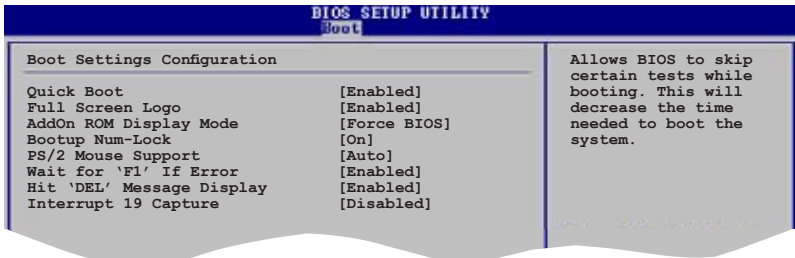 BIOS SETUP UTILITY
Boot
Boot Settings Configuration
Quick Boot [Enabled]
Full Screen Logo [Enabled]
AddOn ROM Display Mode [Force BIOS]
Bootup Num-Lock [On]
PS/2 Mouse Support [Auto]
Wait for ‘F1’ If Error [Enabled]
Hit ‘DEL’ Message Display [Enabled]
Interrupt 19 Capture [Disabled]
Allows BIOS to skip
certain tests while
booting. This will
decrease the time
needed to boot the
system.